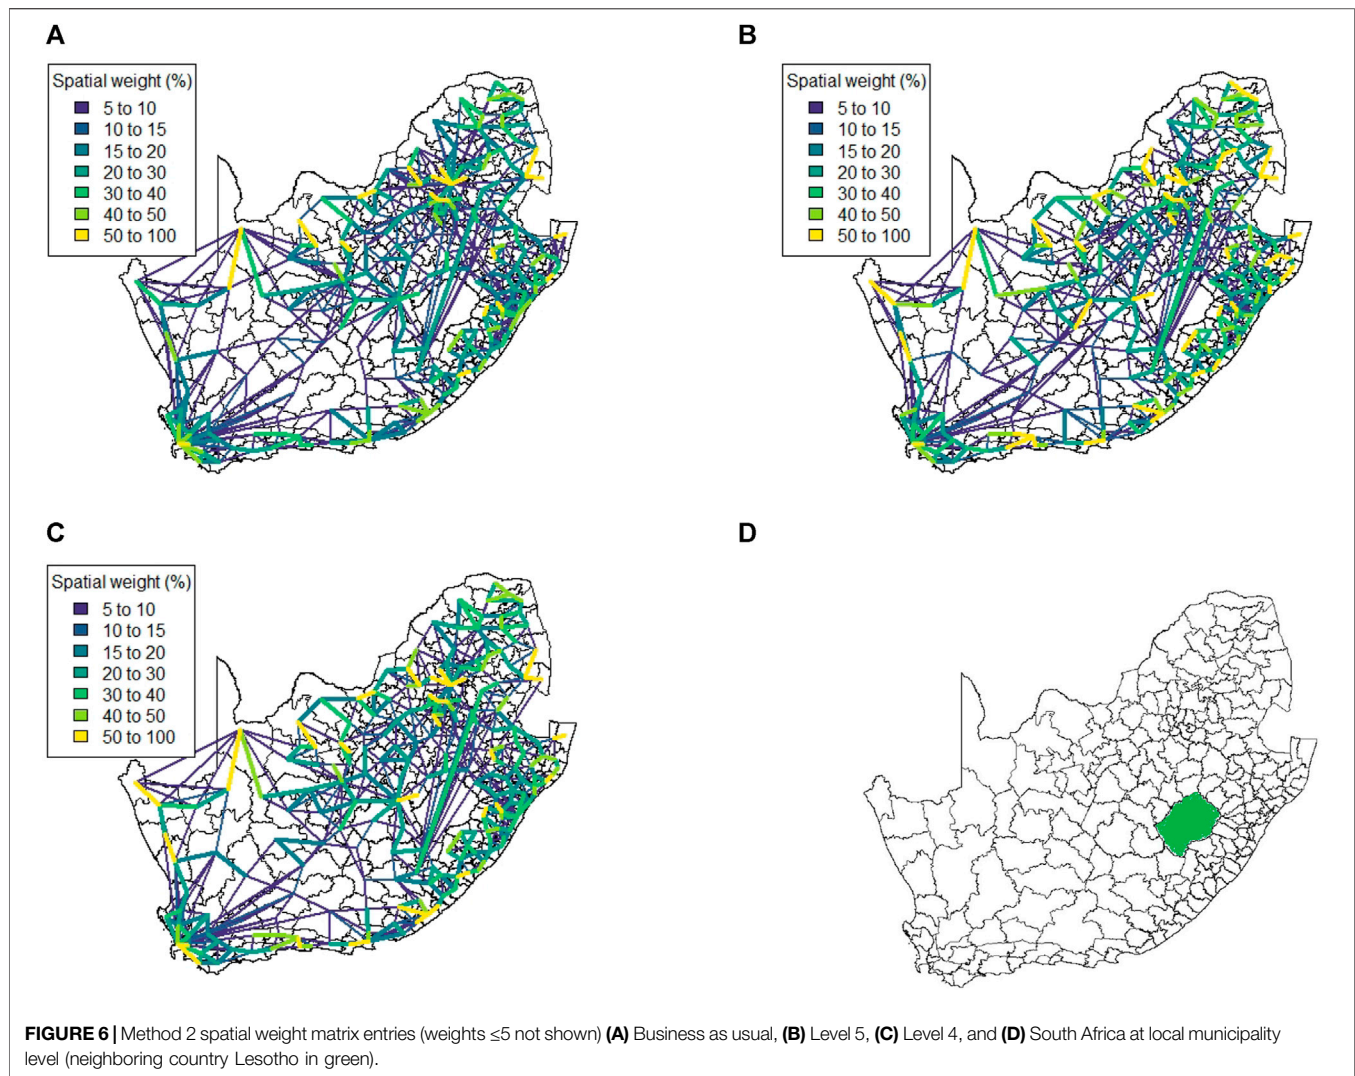 A
Spatial weight (%)
5 to 10
10 to 15
15 to 20
20 to 30
30 to 40
40 to 50
50 to 100
B
Spatial weight (%)
5 to 10
10 to 15
15 to 20
20 to 30
30 to 40
40 to 50
50 to 100
C
Spatial weight (%)
5 to 10
10 to 15
15 to 20
20 to 30
30 to 40
40 to 50
50 to 100
D
FIGURE 6 | Method 2 spatial weight matrix entries (weights ≤5 not shown) (A) Business as usual, (B) Level 5, (C) Level 4, and (D) South Africa at local municipality
level (neighboring country Lesotho in green).